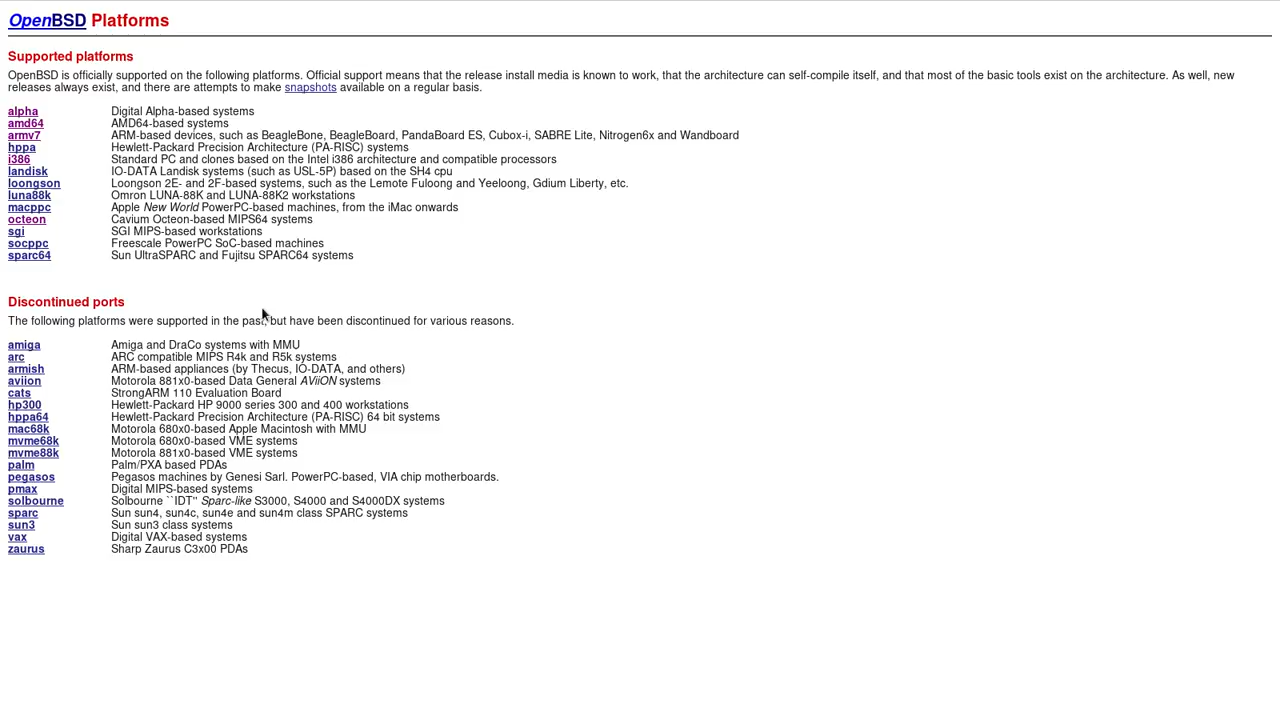 OpenBSD Platforms
Supported platforms
OpenBSD is officially supported on the following platforms. Official support means that the release install media is known to work, that the architecture can self-compile itself, and that most of the basic tools exist on the architecture. As well, new
releases always exist, and there are attempts to make snapshots available on a regular basis.
alpha Digital Alpha-based systems
amd64 AMD64-based systems
armv7 ARM-based devices, such as BeagleBone, BeagleBoard, PandaBoard ES, Cubox-i, SABRE Lite, Nitrogen6x and Wandboard
hppa Hewlett-Packard Precision Architecture (PA-RISC) systems
i386 Standard PC and clones based on the Intel i386 architecture and compatible processors
landisk IO-DATA Landisk systems (such as USL-5P) based on the SH4 cpu
loongson Loongson 2E- and 2F-based systems, such as the Lemote Fuloong and Yeeloong, Gdium Liberty, etc.
luna88k Omron LUNA-88K and LUNA-88K2 workstations
macppc Apple New World PowerPC-based machines, from the iMac onwards
octeon Cavium Octeon-based MIPS64 systems
sgi SGI MIPS-based workstations
socppc Freescale PowerPC SoC-based machines
sparc64 Sun UltraSPARC and Fujitsu SPARC64 systems
Discontinued ports
The following platforms were supported in the past, but have been discontinued for various reasons.
amiga Amiga and DraCo systems with MMU
arc ARC compatible MIPS R4k and R5k systems
armish ARM-based appliances (by Thecus, IO-DATA, and others)
aviion Motorola 881x0-based Data General AViiON systems
cats StrongARM 110 Evaluation Board
hp300 Hewlett-Packard HP 9000 series 300 and 400 workstations
hppa64 Hewlett-Packard Precision Architecture (PA-RISC) 64 bit systems
mac68k Motorola 680x0-based Apple Macintosh with MMU
mvme68k Motorola 680x0-based VME systems
mvme88k Motorola 881x0-based VME systems
palm Palm/PXA based PDAs
pegasos Pegasos machines by Genesi Sarl. PowerPC-based, VIA chip motherboards.
pmax Digital MIPS-based systems
solbourne Solbourne ``IDT'' Sparc-like S3000, S4000 and S4000DX systems
sparc Sun sun4, sun4c, sun4e and sun4m class SPARC systems
sun3 Sun sun3 class systems
vax Digital VAX-based systems
zaurus Sharp Zaurus C3x00 PDAs